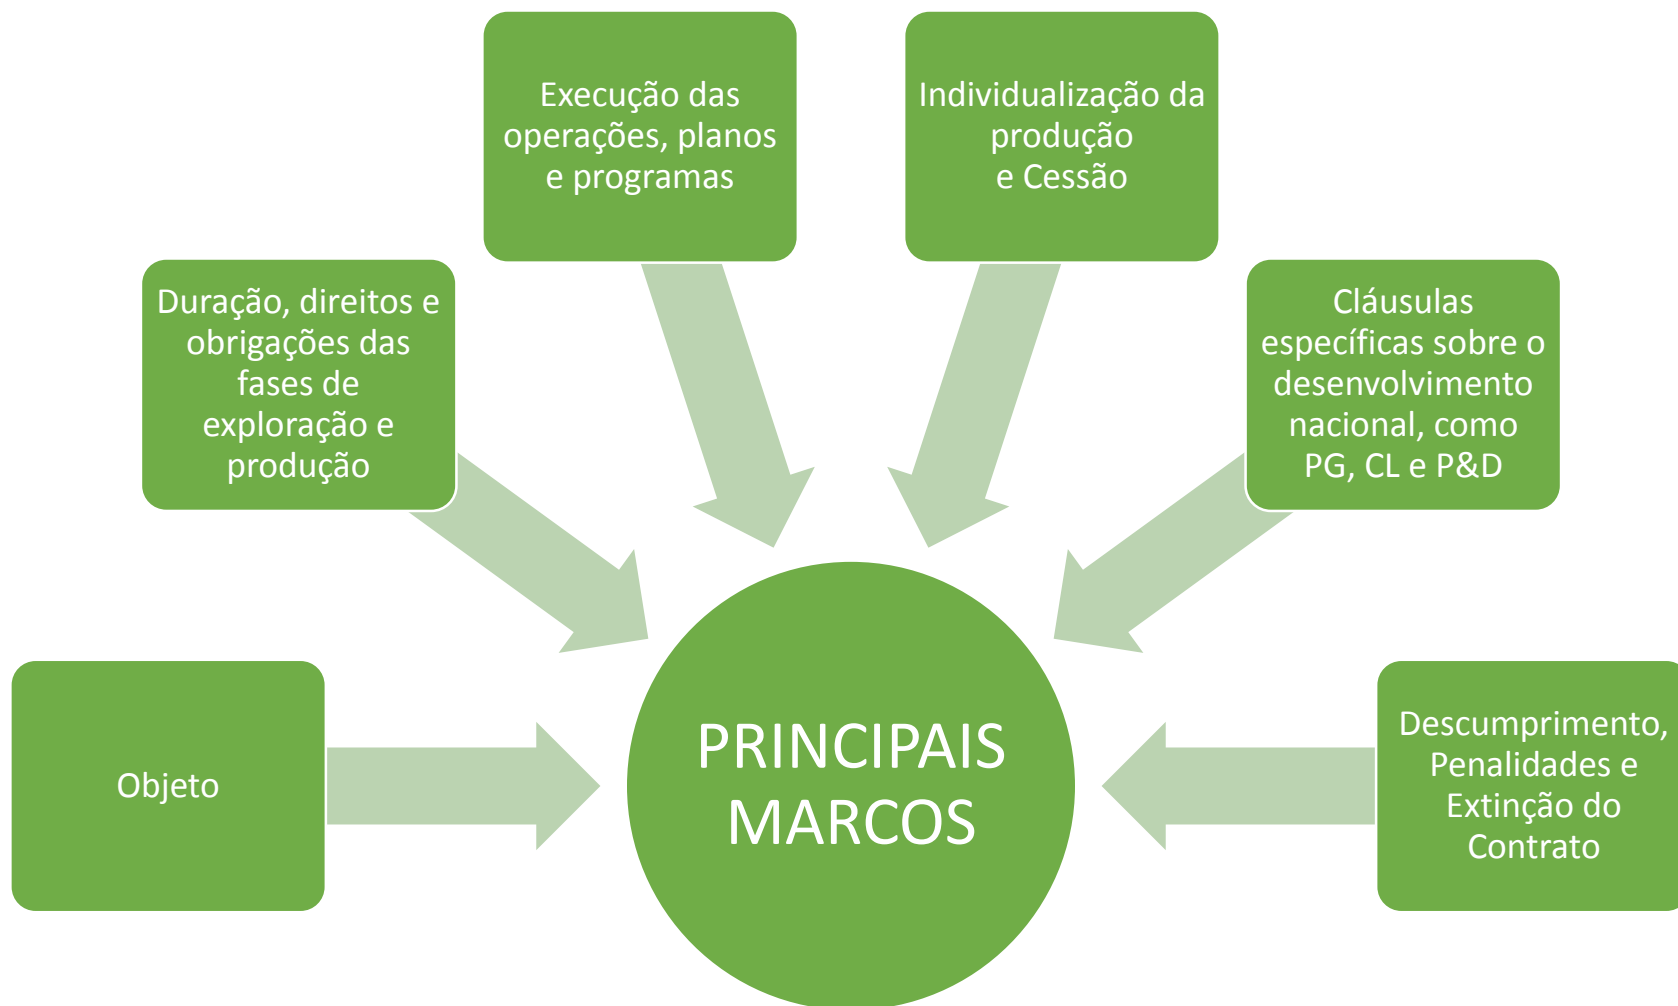 Execução das
operações, planos
e programas
Individualização da
produção
e Cessão
Duração, direitos e
obrigações das
fases de
exploração e
produção
Cláusulas
específicas sobre o
desenvolvimento
nacional, como
PG, CL e P&D
Objeto
PRINCIPAIS
MARCOS
Descumprimento,
Penalidades e
Extinção do
Contrato